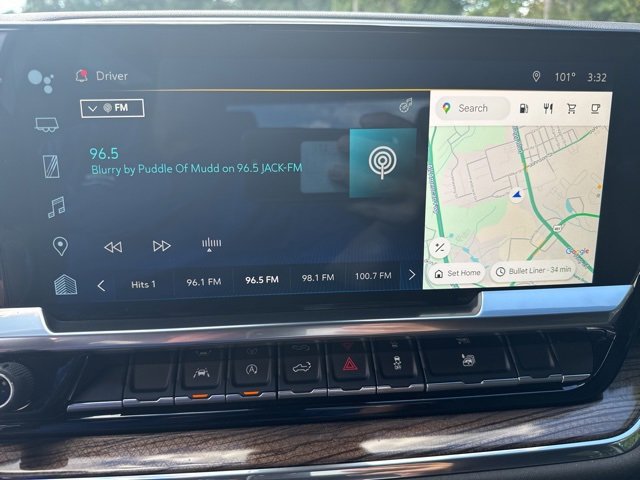 Driver
101° 3:32
FM
Search
96.5
Blurry by Puddle Of Mudd on 96.5 JACK-FM
Google
Set Home
Bullet Liner · 34 min
Hits 1 96.1 FM 96.5 FM 98.1 FM 100.7 FM